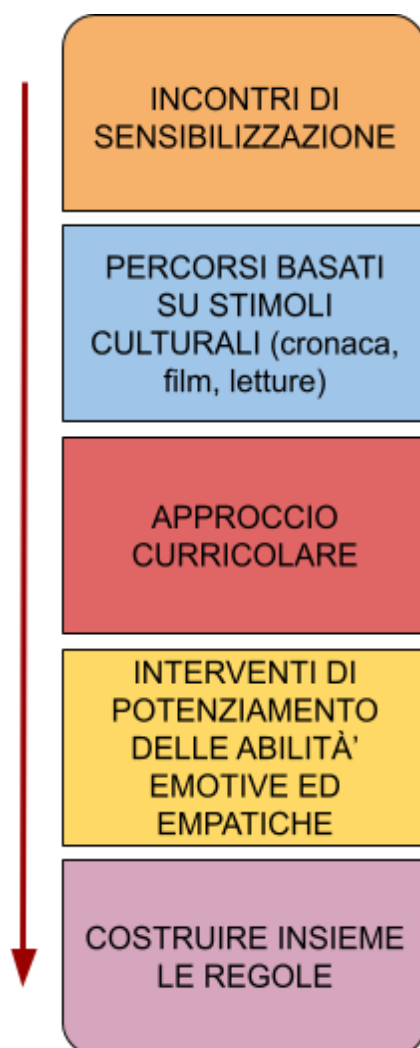 INCONTRI DI
SENSIBILIZZAZIONE
PERCORSI BASATI
SU STIMOLI
CULTURALI (cronaca,
film, letture)
APPROCCIO
CURRICOLARE
INTERVENTI DI
POTENZIAMENTO
DELLE ABILITÀ’
EMOTIVE ED
EMPATICHE
COSTRUIRE INSIEME
LE REGOLE